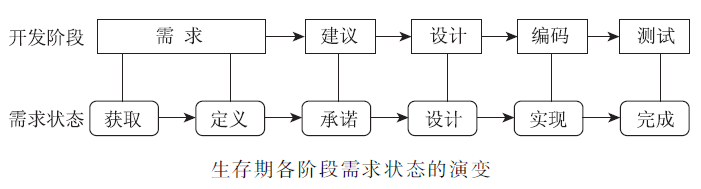 开发阶段 需求 建议 设计 编码 测试
需求状态 获取 定义 承诺 设计 实现 完成
生存期各阶段需求状态的演变